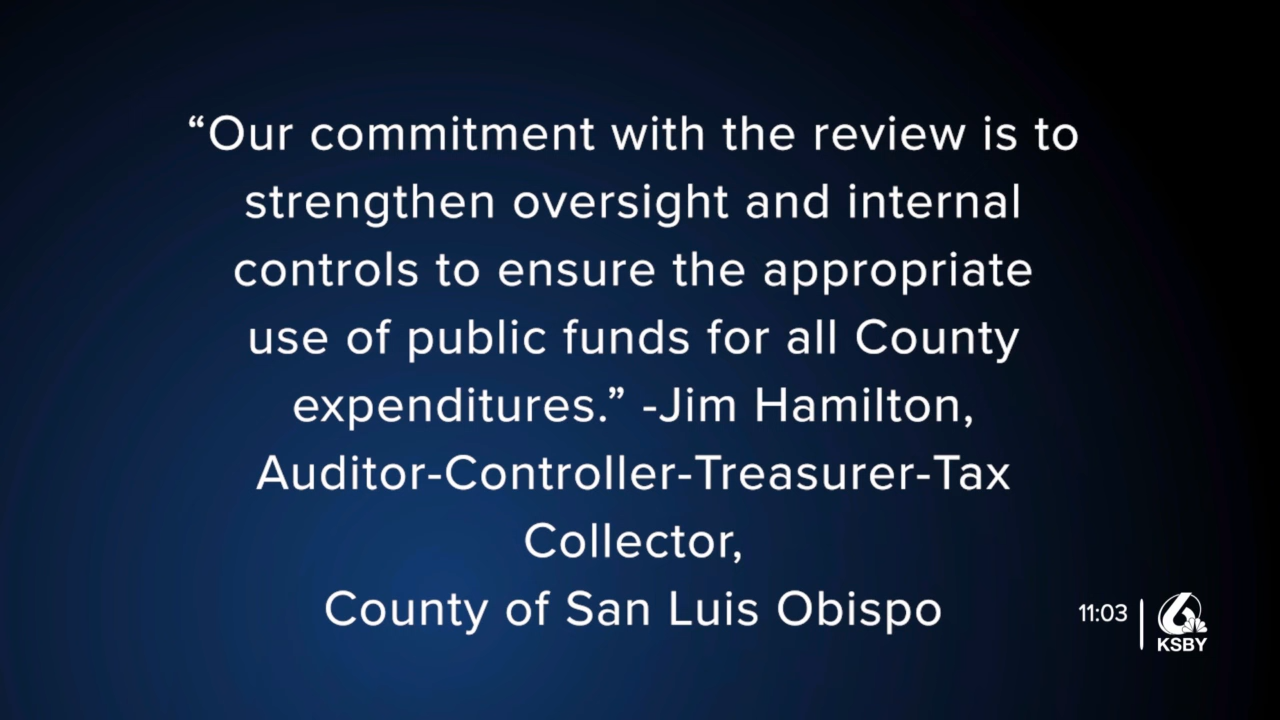 “Our commitment with the review is to
strengthen oversight and internal
controls to ensure the appropriate
use of public funds for all County
expenditures.” -Jim Hamilton,
Auditor-Controller-Treasurer-Tax
Collector,
County of San Luis Obispo
11:03
6
KSBY